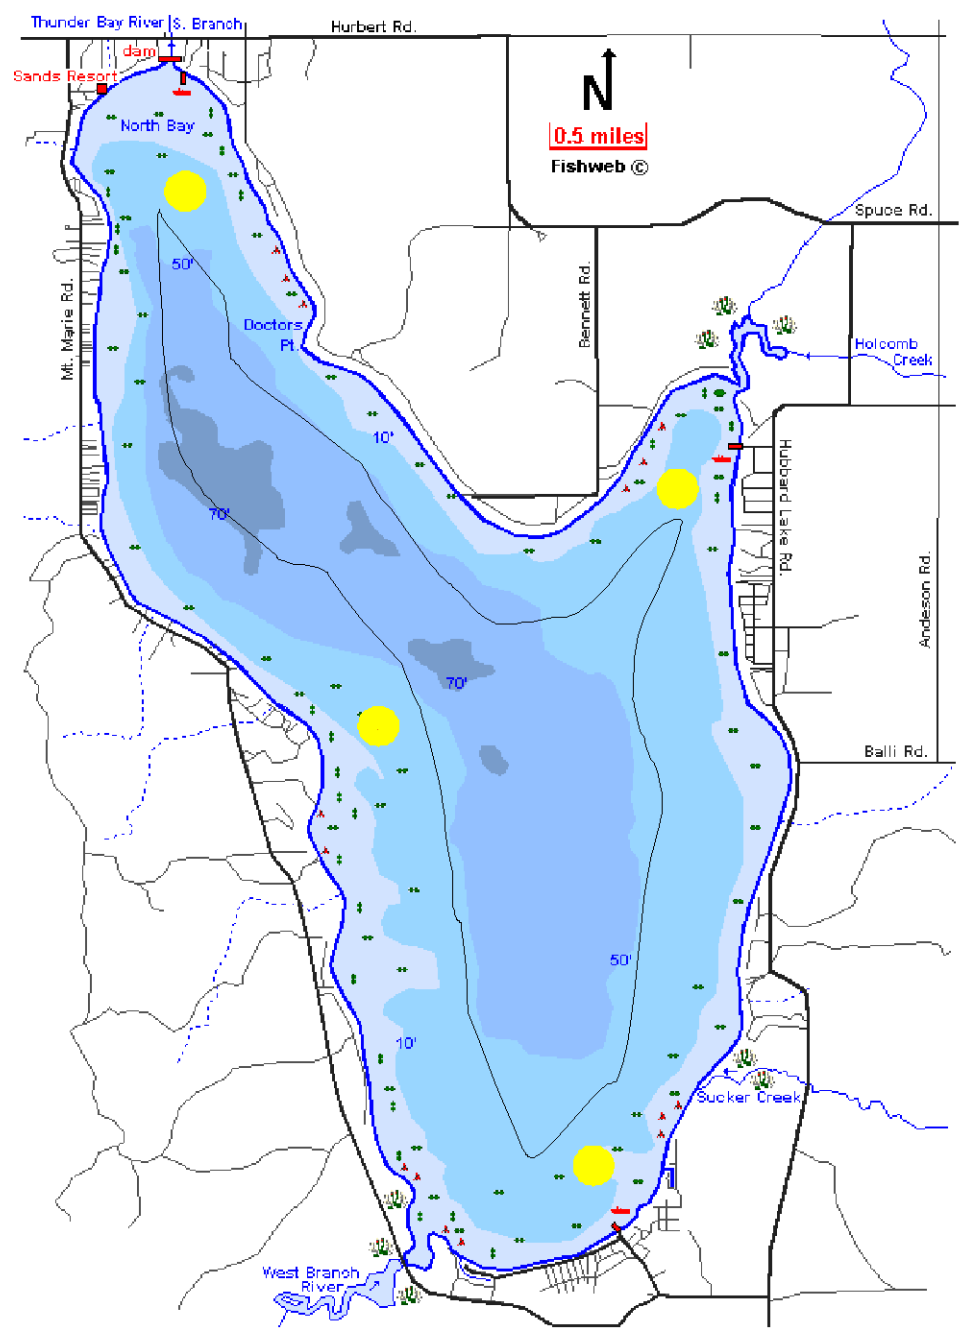 Thunder Bay River S. Branch
Hurbert Rd.
dam
Sands Resort
North Bay
N
0.5 miles
Fishweb ©
Spuce Rd.
50'
Mt. Marie Rd.
Bennett Rd.
Doctors
Pt.
Holcomb
Creek
10'
Hubbard Lake Rd.
70'
Andeson Rd.
70'
Balli Rd.
50'
10'
Sucker Creek
West Branch
River